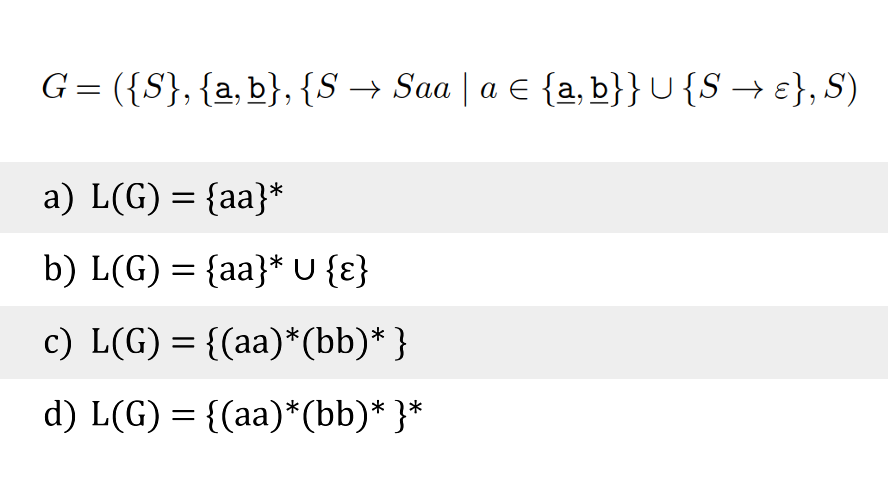 G = ({S}, {a, b}, {S → Saa | a ∈ {a, b}} ∪ {S → ε}, S)
a) L(G) = {aa}*
b) L(G) = {aa}* ∪ {ε}
c) L(G) = {(aa)*(bb)* }
d) L(G) = {(aa)*(bb)* }*